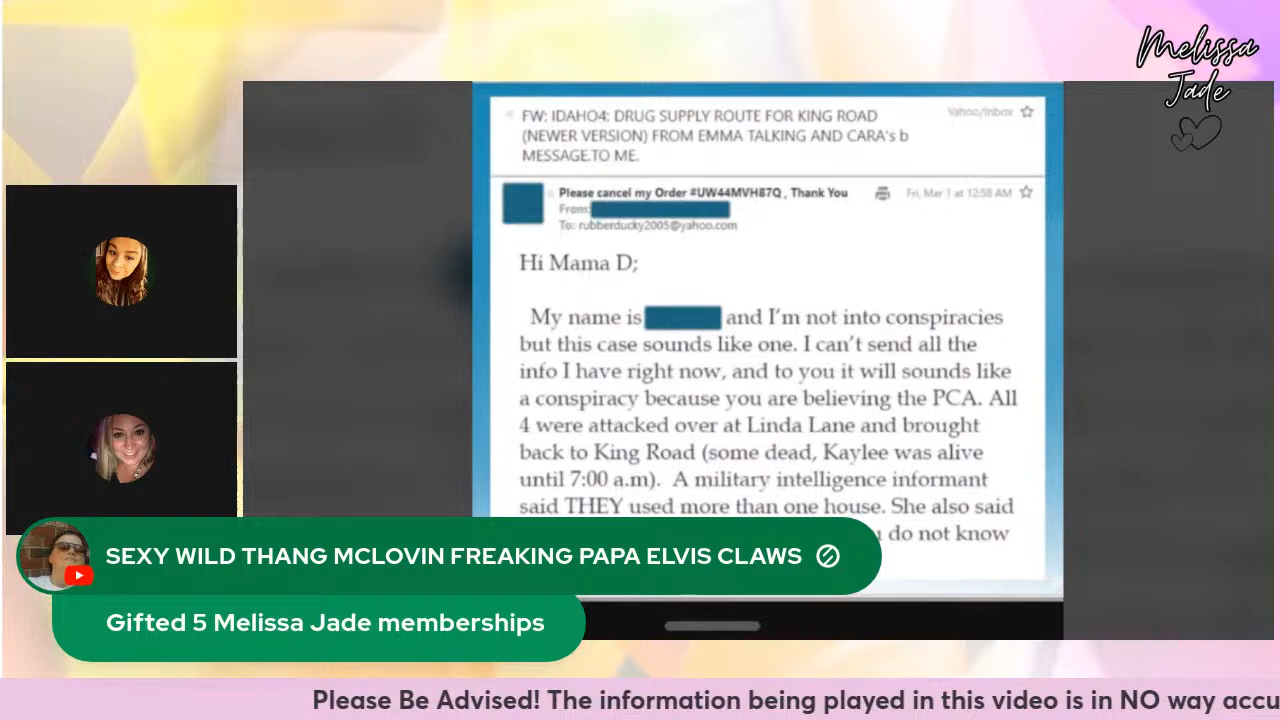 Melissa
Jade
FW: IDAHO4: DRUG SUPPLY ROUTE FOR KING ROAD
(NEWER VERSION) FROM EMMA TALKING AND CARA's b
MESSAGE.TO ME.
Yahoo/Inbox
Please cancel my Order #UW44MVH87Q , Thank You
Fri, Mar 1 at 12:58 AM
From:
To: rubberducky2005@yahoo.com
Hi Mama D;
My name is and I'm not into conspiracies
but this case sounds like one. I can't send all the
info I have right now, and to you it will sounds like
a conspiracy because you are believing the PCA. All
4 were attacked over at Linda Lane and brought
back to King Road (some dead, Kaylee was alive
until 7:00 a.m). A military intelligence informant
said THEY used more than one house. She also said
do not know
SEXY WILD THANG MCLOVIN FREAKING PAPA ELVIS CLAWS
Gifted 5 Melissa Jade memberships
Please Be Advised! The information being played in this video is in NO way accu